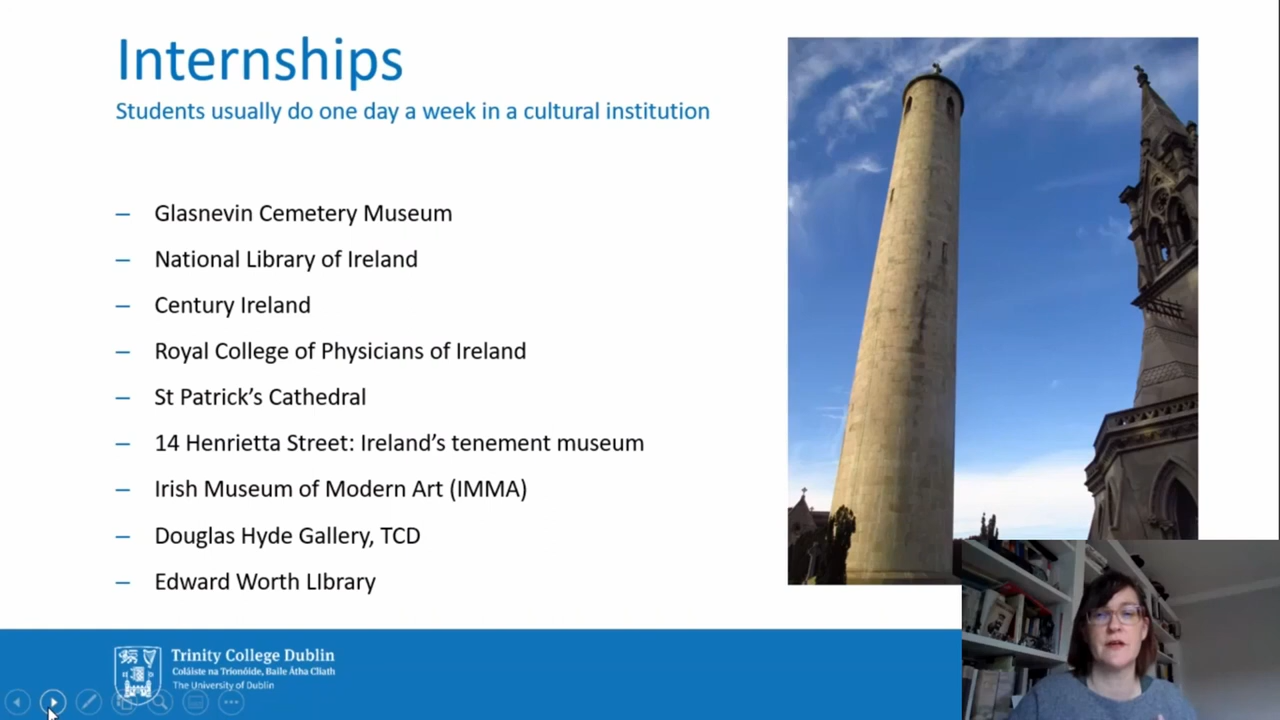 Internships
Students usually do one day a week in a cultural institution
– Glasnevin Cemetery Museum
– National Library of Ireland
– Century Ireland
– Royal College of Physicians of Ireland
– St Patrick’s Cathedral
– 14 Henrietta Street: Ireland’s tenement museum
– Irish Museum of Modern Art (IMMA)
– Douglas Hyde Gallery, TCD
– Edward Worth LIbrary
Trinity College Dublin
Coláiste na Tríonóide, Baile Átha Cliath
The University of Dublin